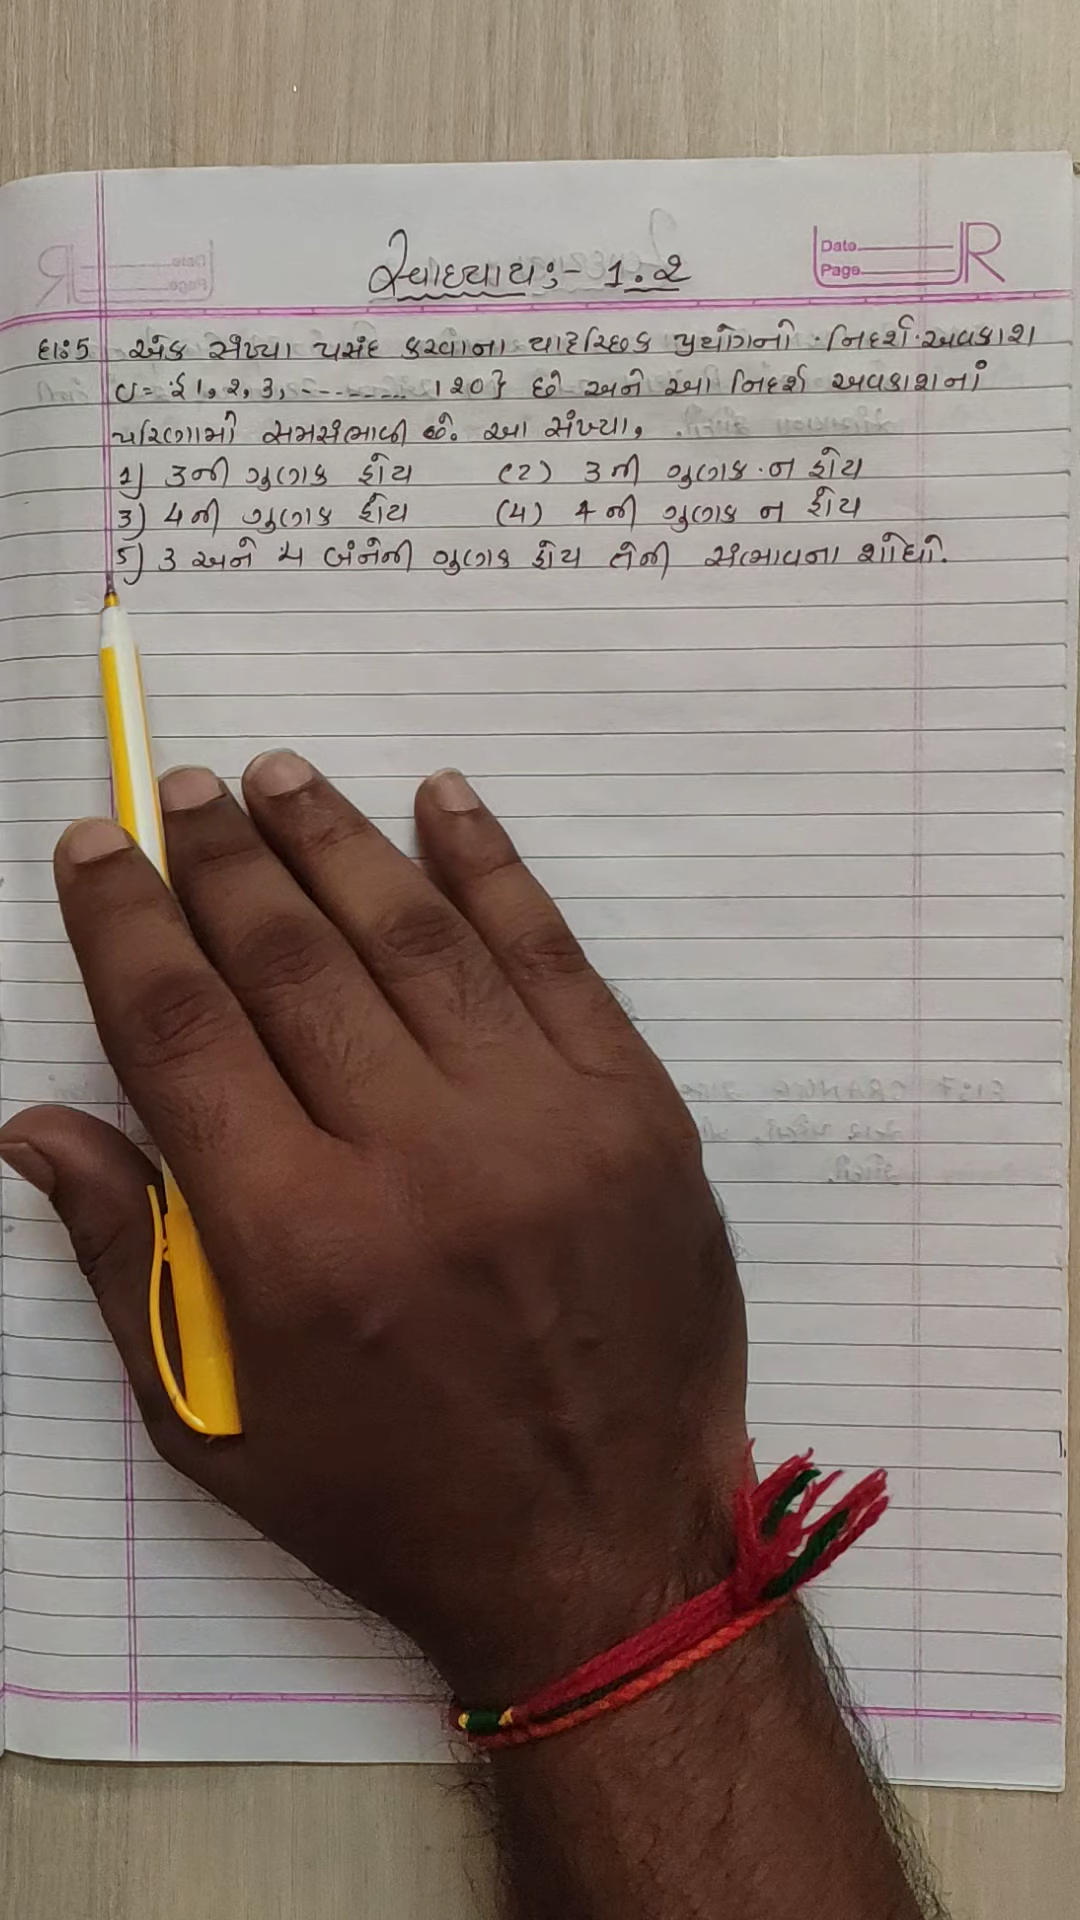 સ્વાધ્યાય:- 1.2
Date
Page
R
દા:5 એક સંખ્યા પસંદ કરવાના યાદચ્છિક પ્રયોગનો નિદર્શ અવકાશ
U = {1, 2, 3, ---------- 120} છે અને આ નિદર્શ અવકાશનાં
પરિણામો સમસંભાવી છે. આ સંખ્યા,
1) 3ની ગુણક હોય (2) 3ની ગુણક ન હોય
3) 4ની ગુણક હોય (4) 4ની ગુણક ન હોય
5) 3 અને 4 બંનેની ગુણક હોય તેની સંભાવના શોધો.